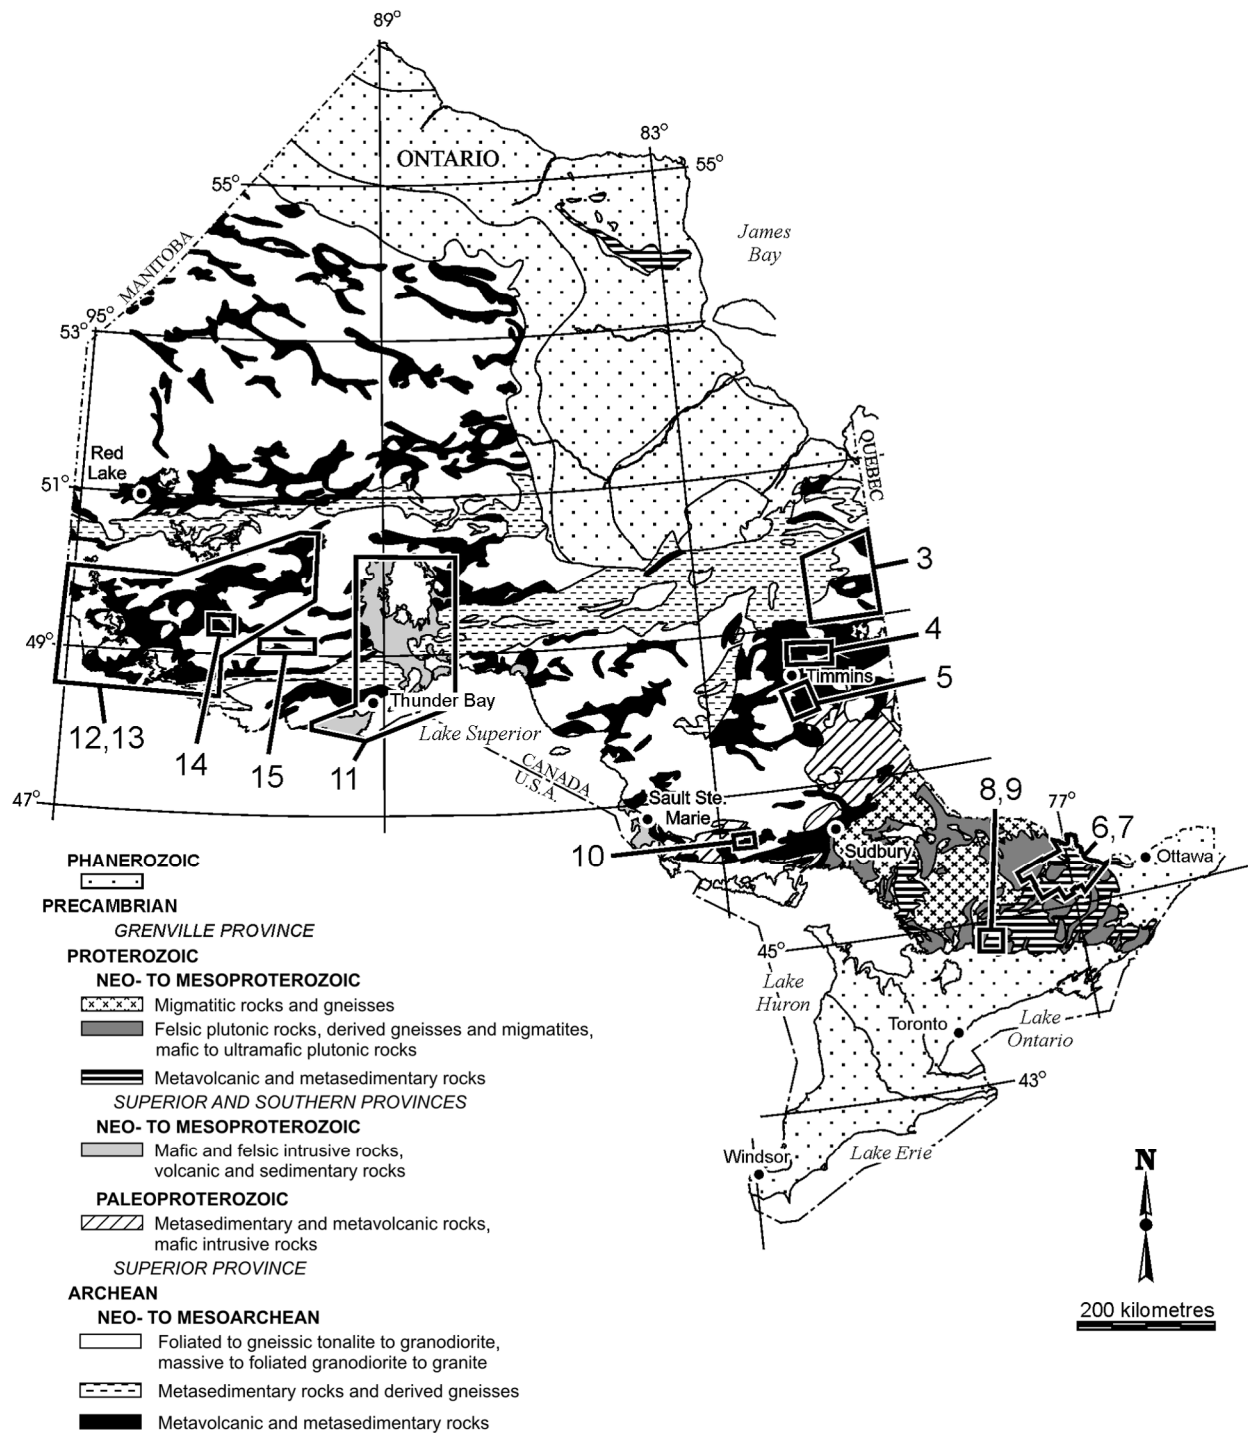 89°
83°
ONTARIO
55°
55°
James
Bay
MANITOBA
95°
53°
QUEBEC
Red
Lake
51°
3
4
49°
Timmins
5
Thunder Bay
Lake Superior
12,13
14
15
11
CANADA
U.S.A.
47°
Sault Ste.
Marie
8,9
77°
6,7
10
Sudbury
Ottawa
45°
Lake
Huron
Toronto
Lake
Ontario
43°
Windsor
Lake Erie
N
200 kilometres
PHANEROZOIC
PRECAMBRIAN
GRENVILLE PROVINCE
PROTEROZOIC
NEO- TO MESOPROTEROZOIC
Migmatitic rocks and gneisses
Felsic plutonic rocks, derived gneisses and migmatites,
mafic to ultramafic plutonic rocks
Metavolcanic and metasedimentary rocks
SUPERIOR AND SOUTHERN PROVINCES
NEO- TO MESOPROTEROZOIC
Mafic and felsic intrusive rocks,
volcanic and sedimentary rocks
PALEOPROTEROZOIC
Metasedimentary and metavolcanic rocks,
mafic intrusive rocks
SUPERIOR PROVINCE
ARCHEAN
NEO- TO MESOARCHEAN
Foliated to gneissic tonalite to granodiorite,
massive to foliated granodiorite to granite
Metasedimentary rocks and derived gneisses
Metavolcanic and metasedimentary rocks